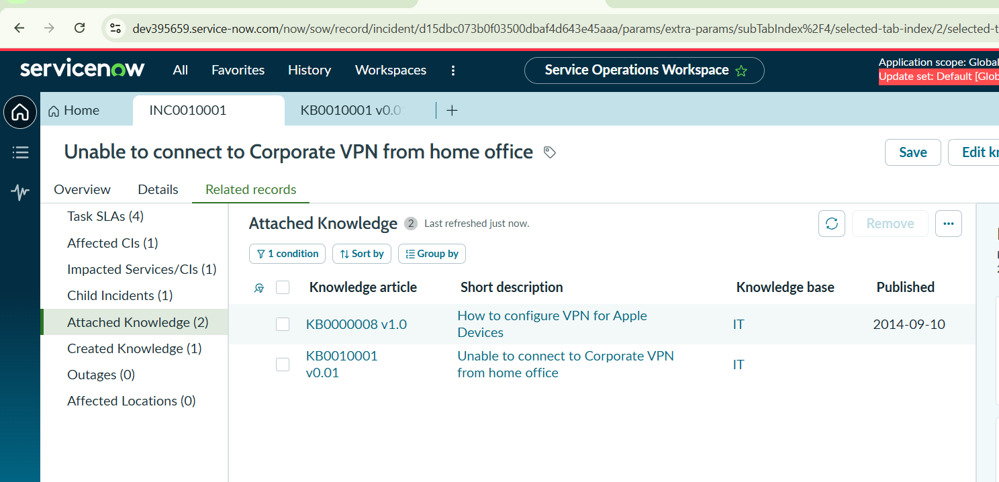 dev395659.service-now.com/now/sow/record/incident/d15dbc073b0f03500dbaf4d643e45aaa/params/extra-params/subTabIndex%2F4/selected-tab-index/2/selected-t
servicenow All Favorites History Workspaces Service Operations Workspace Application scope: Global
Update set: Default [Glob
Home INC0010001 KB0010001 v0.0
Unable to connect to Corporate VPN from home office Save Edit kr
Overview Details Related records
Task SLAs (4)
Affected CIs (1)
Impacted Services/CIs (1)
Child Incidents (1)
Attached Knowledge (2)
Created Knowledge (1)
Outages (0)
Affected Locations (0)
Attached Knowledge 2 Last refreshed just now. Remove
1 condition Sort by Group by
Knowledge article Short description Knowledge base Published
KB0000008 v1.0 How to configure VPN for Apple Devices IT 2014-09-10
KB0010001 v0.01 Unable to connect to Corporate VPN from home office IT